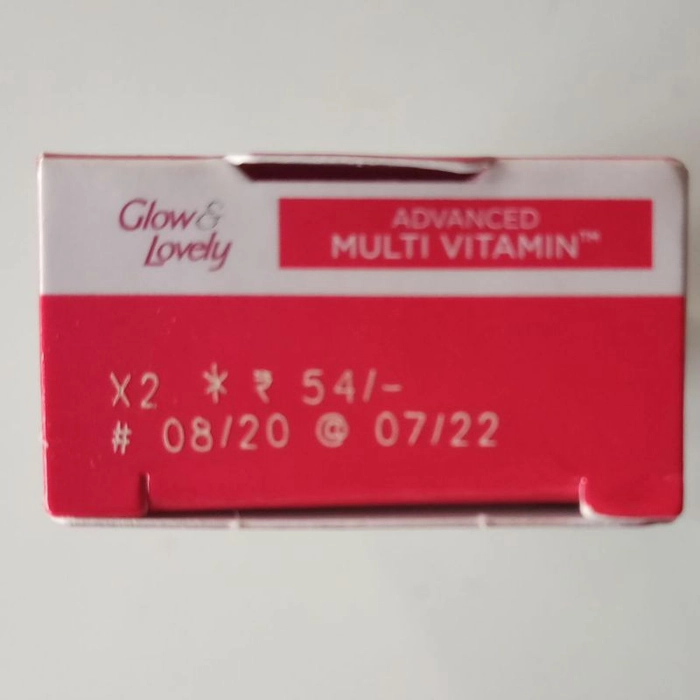 Glow &
Lovely
ADVANCED
MULTI VITAMIN™
X2 * ₹ 54/-
# 08/20 @ 07/22